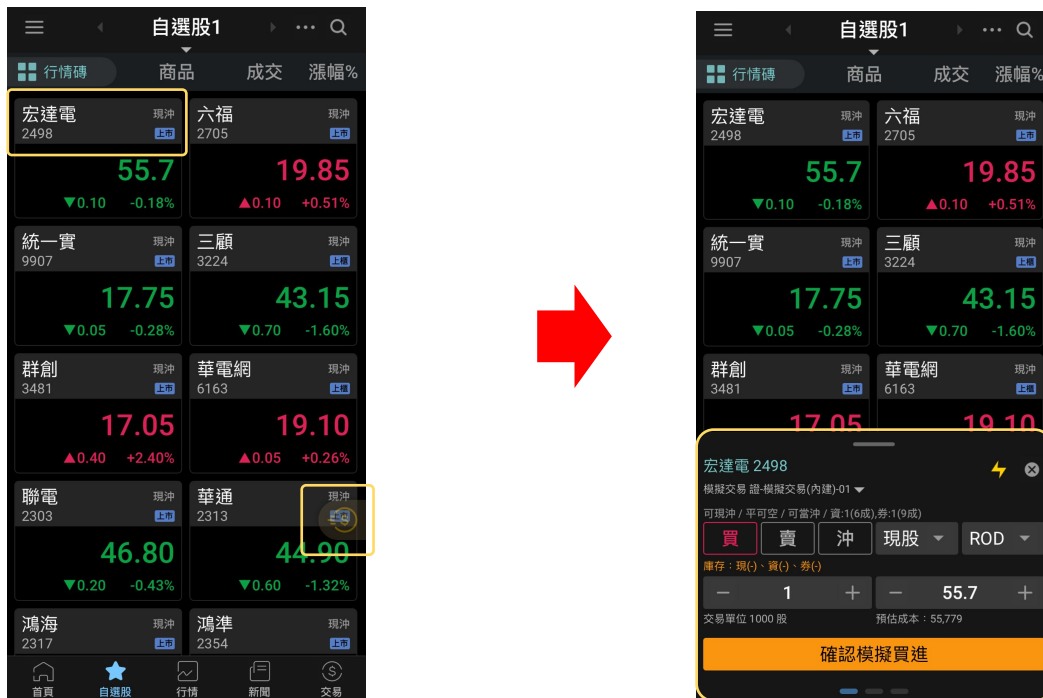 自選股1
行情磚 商品 成交 漲幅%
宏達電 現沖 六福 現沖
2498 上市 2705 上市
55.7 19.85
▼0.10 -0.18% ▲0.10 +0.51%
統一實 現沖 三顧 現沖
9907 上市 3224 上櫃
17.75 43.15
▼0.05 -0.28% ▼0.70 -1.60%
群創 現沖 華電網 現沖
3481 上市 6163 上櫃
17.05 19.10
▲0.40 +2.40% ▲0.05 +0.26%
聯電 現沖 華通 現沖
2303 上市 2313
46.80 44.90
▼0.20 -0.43% ▼0.60 -1.32%
鴻海 現沖 鴻準 現沖
2317 上市 2354 上市
首頁 自選股 行情 新聞 交易
自選股1
行情磚 商品 成交 漲幅%
宏達電 現沖 六福 現沖
2498 上市 2705 上市
55.7 19.85
▼0.10 -0.18% ▲0.10 +0.51%
統一實 現沖 三顧 現沖
9907 上市 3224 上櫃
17.75 43.15
▼0.05 -0.28% ▼0.70 -1.60%
群創 現沖 華電網 現沖
3481 上市 6163 上櫃
17.05 19.10
宏達電 2498
模擬交易 證-模擬交易(內建)-01
可現沖 / 平可空 / 可當沖 / 資:1(6成),券:1(9成)
買 賣 沖 現股 ROD
庫存：現(-)、資(-)、券(-)
− 1 + − 55.7 +
交易單位 1000 股 預估成本：55,779
確認模擬買進